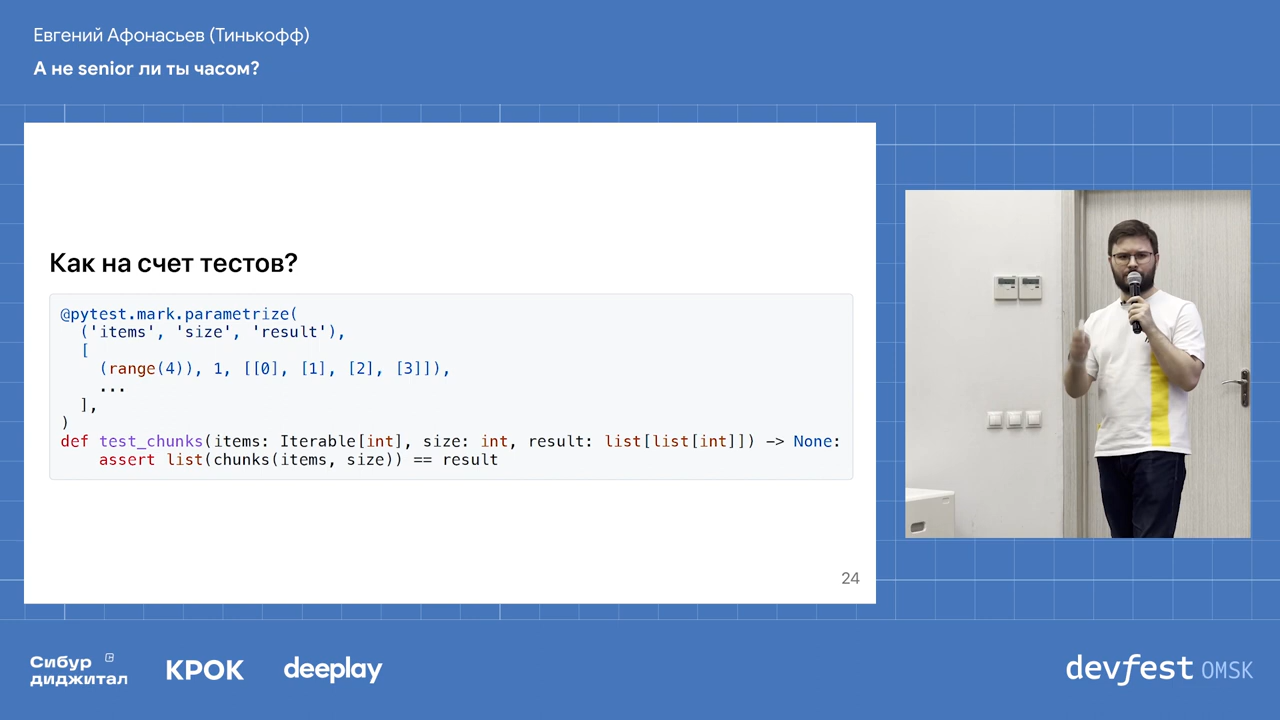 Евгений Афонасьев (Тинькофф)
А не senior ли ты часом?
Как на счет тестов?
@pytest.mark.parametrize(
  ('items', 'size', 'result'),
  [
    (range(4)), 1, [[0], [1], [2], [3]]),
    ...
  ],
)
def test_chunks(items: Iterable[int], size: int, result: list[list[int]]) -> None:
    assert list(chunks(items, size)) == result
24
Сибур
диджитал
КРОК
deeplay
devfest OMSK